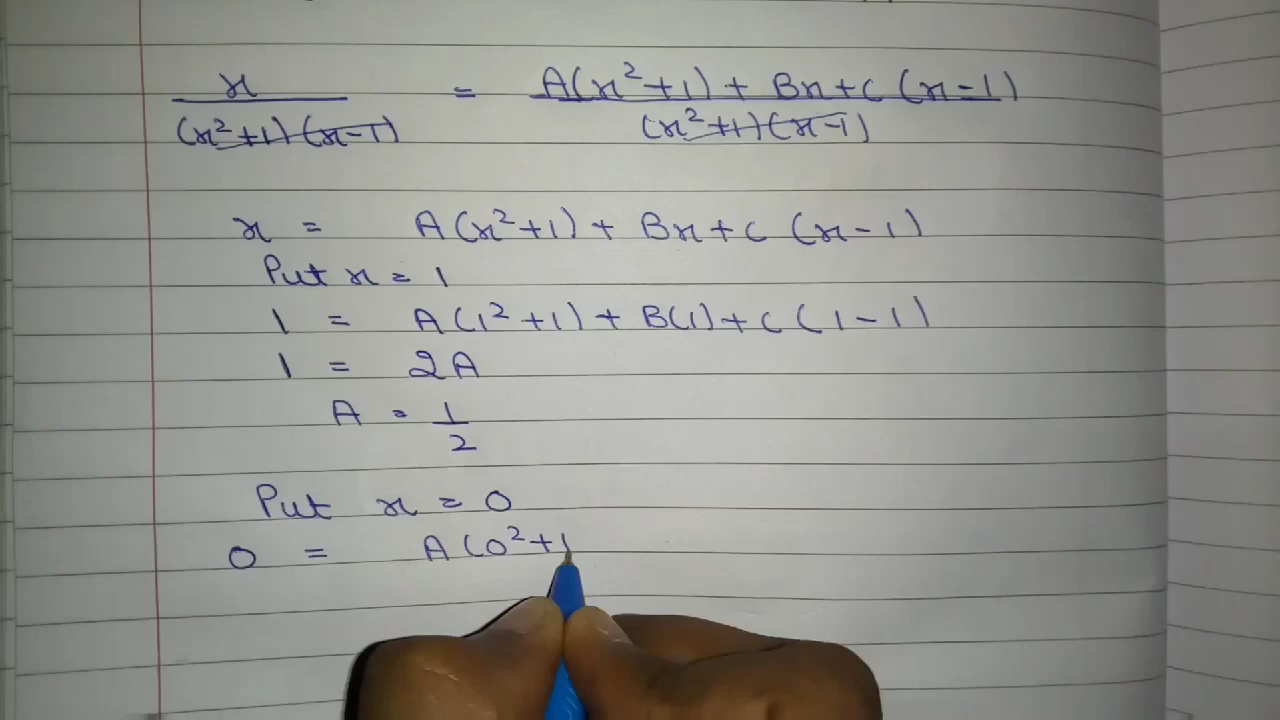 x = A(x²+1) + Bx+C (x-1)
(x²+1)(x-1) (x²+1)(x-1)
x = A(x²+1) + Bx+C (x-1)
Put x = 1
1 = A(1²+1) + B(1)+C(1-1)
1 = 2A
A = 1
2
Put x = 0
0 = A(0²+1